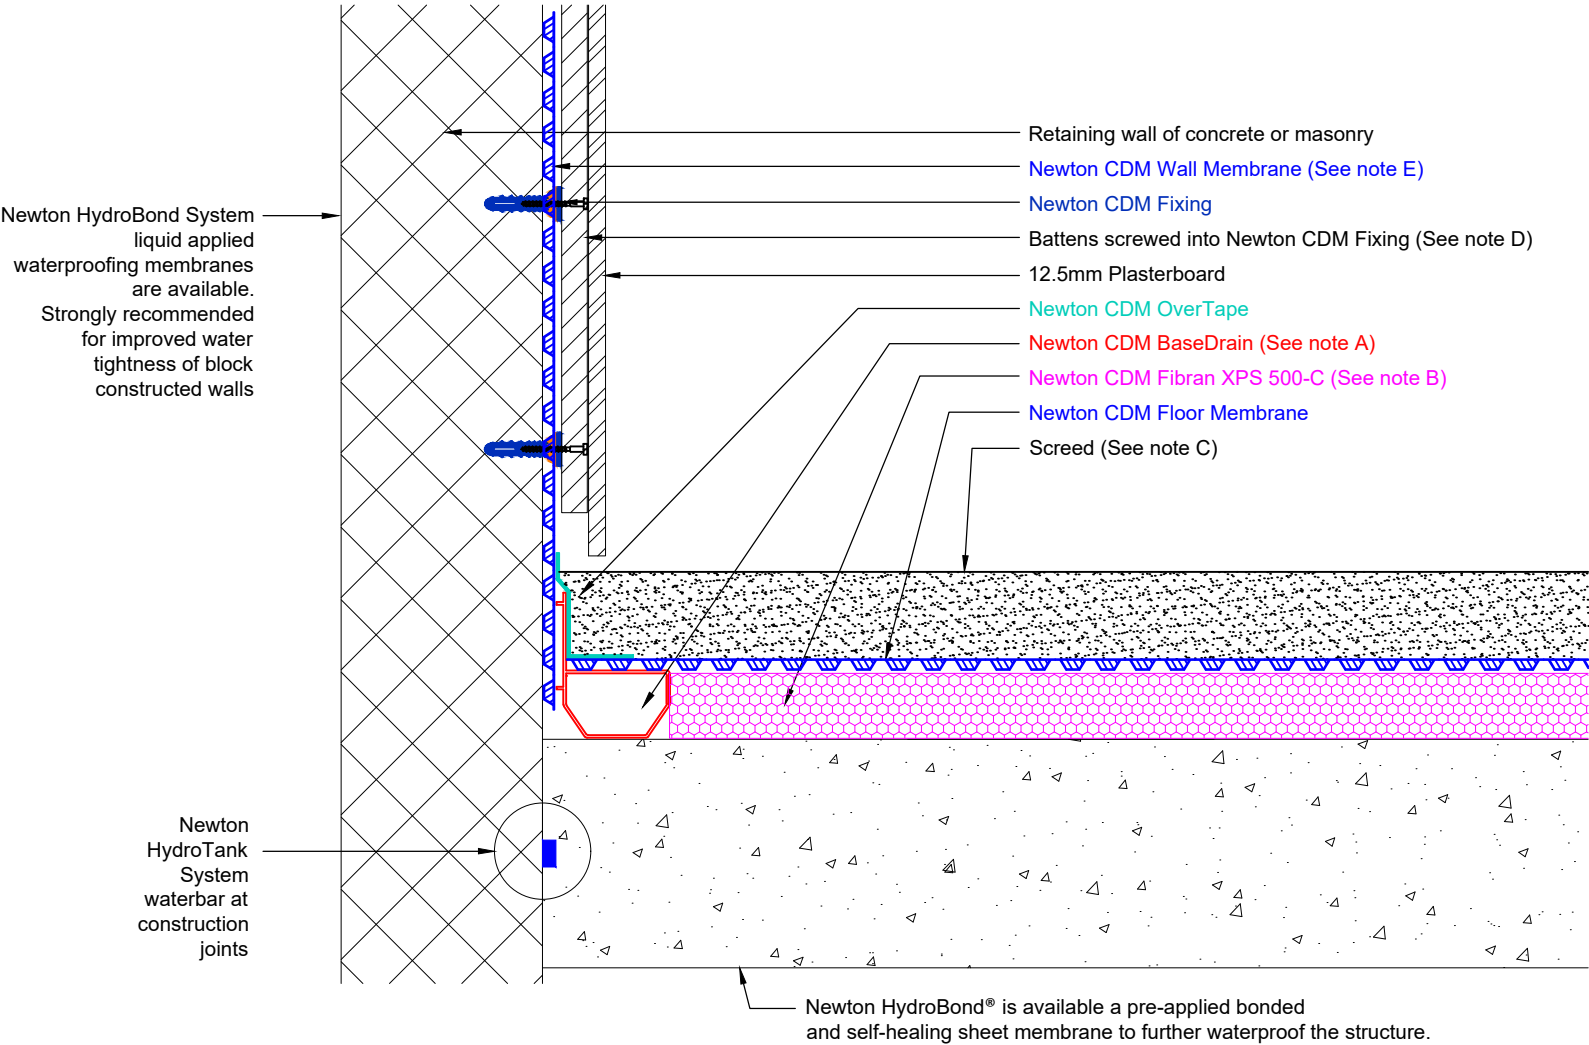 Retaining wall of concrete or masonry
Newton CDM Wall Membrane (See note E)
Newton CDM Fixing
Battens screwed into Newton CDM Fixing (See note D)
12.5mm Plasterboard
Newton CDM OverTape
Newton CDM BaseDrain (See note A)
Newton CDM Fibran XPS 500-C (See note B)
Newton CDM Floor Membrane
Screed (See note C)
Newton HydroBond System
liquid applied
waterproofing membranes
are available.
Strongly recommended
for improved water
tightness of block
constructed walls
Newton
HydroTank
System
waterbar at
construction
joints
Newton HydroBond® is available a pre-applied bonded
and self-healing sheet membrane to further waterproof the structure.